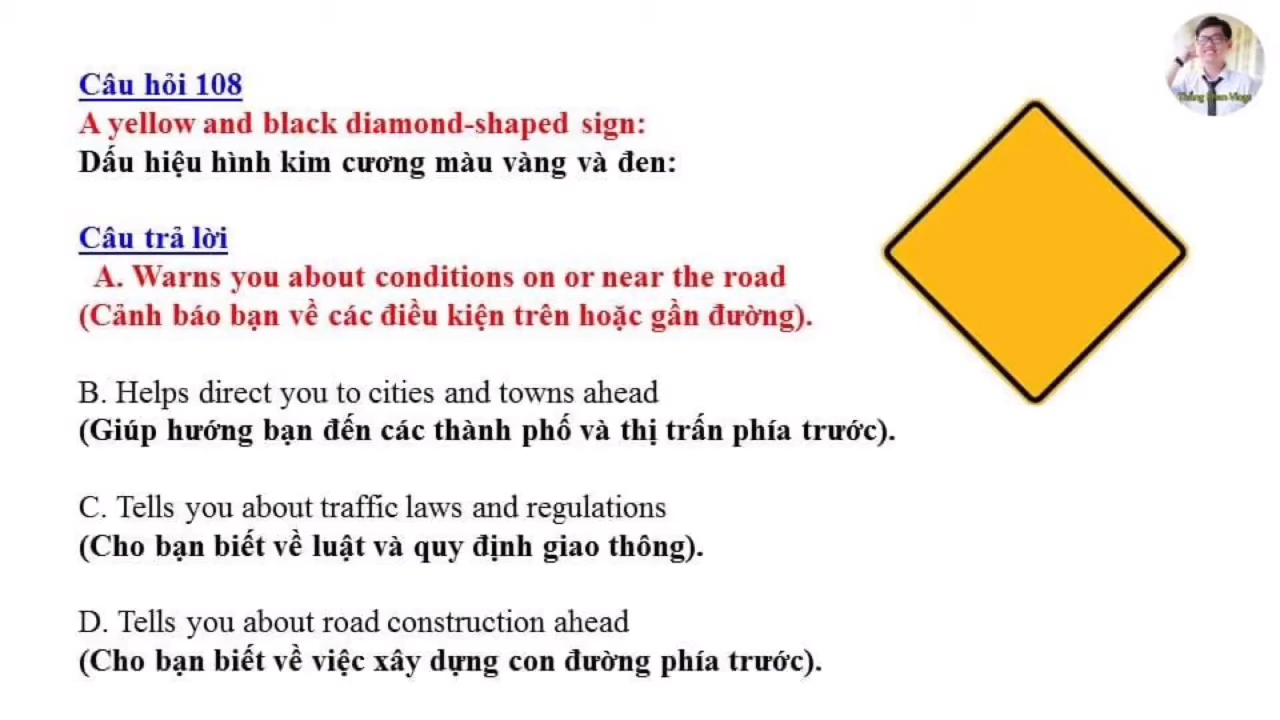 Câu hỏi 108
A yellow and black diamond-shaped sign:
Dấu hiệu hình kim cương màu vàng và đen:
Câu trả lời
A. Warns you about conditions on or near the road
(Cảnh báo bạn về các điều kiện trên hoặc gần đường).
B. Helps direct you to cities and towns ahead
(Giúp hướng bạn đến các thành phố và thị trấn phía trước).
C. Tells you about traffic laws and regulations
(Cho bạn biết về luật và quy định giao thông).
D. Tells you about road construction ahead
(Cho bạn biết về việc xây dựng con đường phía trước).